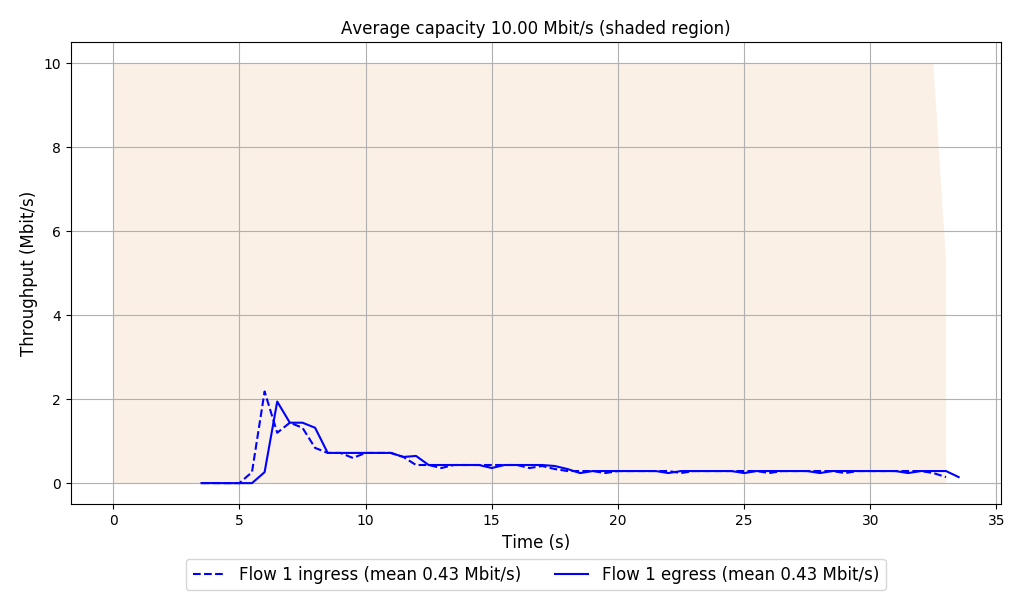 Average capacity 10.00 Mbit/s (shaded region)
10
8
6
4
2
0
Throughput (Mbit/s)
0 5 10 15 20 25 30 35
Time (s)
Flow 1 ingress (mean 0.43 Mbit/s) Flow 1 egress (mean 0.43 Mbit/s)